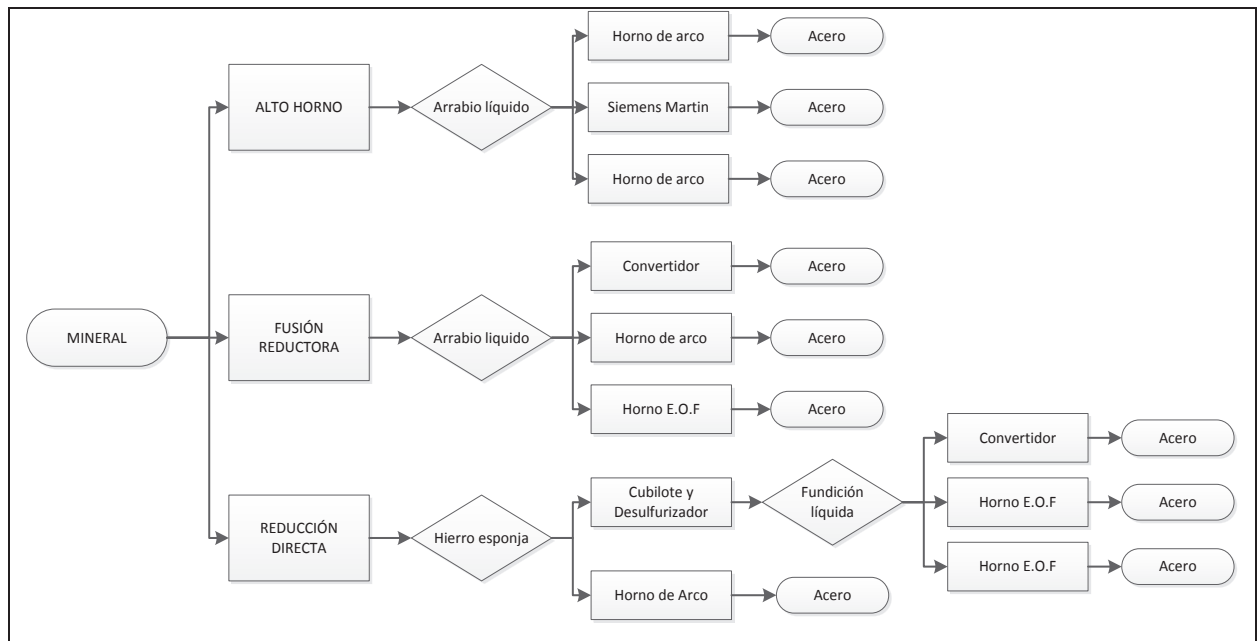 Horno de arco
Acero
ALTO HORNO
Arrabio líquido
Siemens Martin
Acero
Horno de arco
Acero
Convertidor
Acero
MINERAL
FUSIÓN
REDUCTORA
Arrabio liquido
Horno de arco
Acero
Horno E.O.F
Acero
Convertidor
Acero
REDUCCIÓN
DIRECTA
Hierro esponja
Cubilote y
Desulfurizador
Fundición
líquida
Horno E.O.F
Acero
Horno E.O.F
Acero
Horno de Arco
Acero